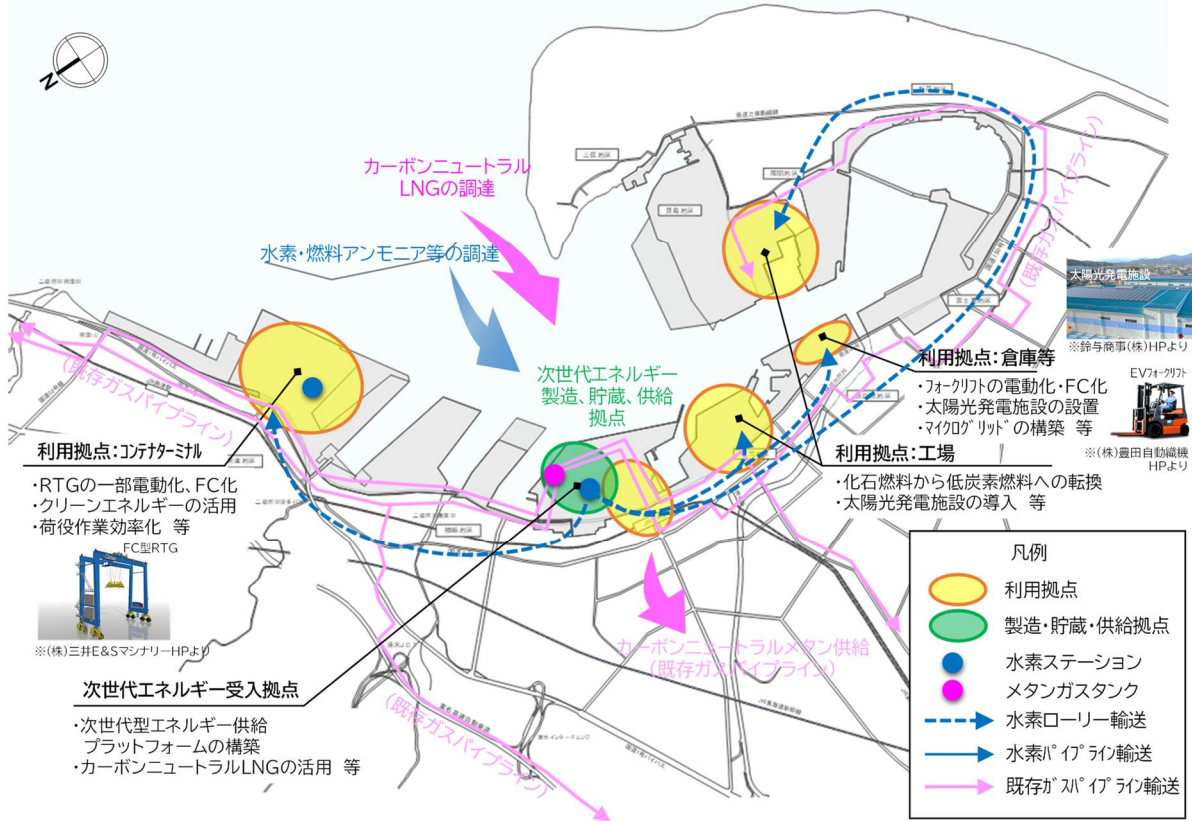 N
カーボンニュートラル
LNGの調達
水素・燃料アンモニア等の調達
次世代エネルギー
製造、貯蔵、供給
拠点
(既存ガスパイプライン)
太陽光発電施設
※鈴与商事(株)HPより
利用拠点：倉庫等
・フォークリフトの電動化・FC化
・太陽光発電施設の設置
・マイクログリッドの構築 等
EVフォークリフト
※(株)豊田自動織機
HPより
利用拠点：工場
・化石燃料から低炭素燃料への転換
・太陽光発電施設の導入 等
(既存ガスパイプライン)
利用拠点：コンテナターミナル
・RTGの一部電動化、FC化
・クリーンエネルギーの活用
・荷役作業効率化 等
FC型RTG
※(株)三井E&SマシナリーHPより
次世代エネルギー受入拠点
・次世代型エネルギー供給
プラットフォームの構築
・カーボンニュートラルLNGの活用 等
カーボンニュートラルメタン供給
(既存ガスパイプライン)
(既存ガスパイプライン)
凡例
利用拠点
製造・貯蔵・供給拠点
水素ステーション
メタンガスタンク
水素ローリー輸送
水素パイプライン輸送
既存ガスパイプライン輸送